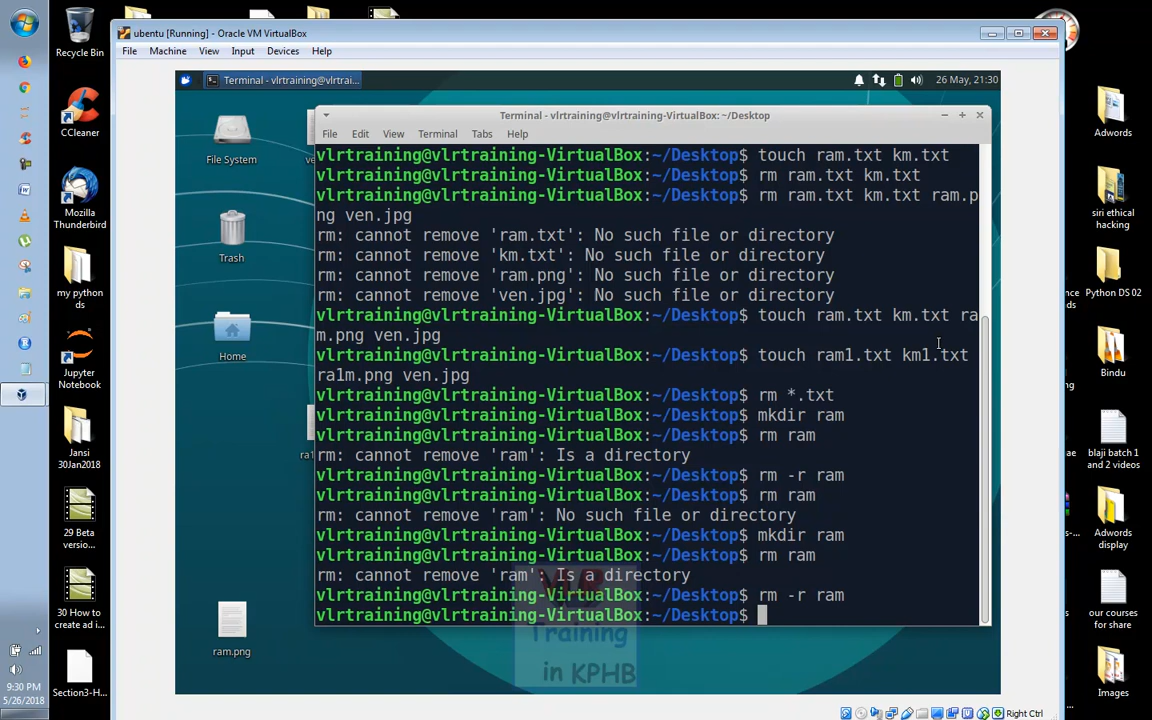 ubuntu [Running] - Oracle VM VirtualBox
File Machine View Input Devices Help
Terminal - vlrtraining@vlrtrai...
26 May, 21:30
Terminal - vlrtraining@vlrtraining-VirtualBox: ~/Desktop
File Edit View Terminal Tabs Help
vlrtraining@vlrtraining-VirtualBox:~/Desktop$ touch ram.txt km.txt
vlrtraining@vlrtraining-VirtualBox:~/Desktop$ rm ram.txt km.txt
vlrtraining@vlrtraining-VirtualBox:~/Desktop$ rm ram.txt km.txt ram.p
ng ven.jpg
rm: cannot remove 'ram.txt': No such file or directory
rm: cannot remove 'km.txt': No such file or directory
rm: cannot remove 'ram.png': No such file or directory
rm: cannot remove 'ven.jpg': No such file or directory
vlrtraining@vlrtraining-VirtualBox:~/Desktop$ touch ram.txt km.txt ra
m.png ven.jpg
vlrtraining@vlrtraining-VirtualBox:~/Desktop$ touch ram1.txt km1.txt
ra1m.png ven.jpg
vlrtraining@vlrtraining-VirtualBox:~/Desktop$ rm *.txt
vlrtraining@vlrtraining-VirtualBox:~/Desktop$ mkdir ram
vlrtraining@vlrtraining-VirtualBox:~/Desktop$ rm ram
rm: cannot remove 'ram': Is a directory
vlrtraining@vlrtraining-VirtualBox:~/Desktop$ rm -r ram
vlrtraining@vlrtraining-VirtualBox:~/Desktop$ rm ram
rm: cannot remove 'ram': No such file or directory
vlrtraining@vlrtraining-VirtualBox:~/Desktop$ mkdir ram
vlrtraining@vlrtraining-VirtualBox:~/Desktop$ rm ram
rm: cannot remove 'ram': Is a directory
vlrtraining@vlrtraining-VirtualBox:~/Desktop$ rm -r ram
vlrtraining@vlrtraining-VirtualBox:~/Desktop$
VLR
Training
in KPHB
File System
Trash
Home
ve
ra1
ram.png
Right Ctrl
Recycle Bin
CCleaner
Mozilla
Thunderbird
my python
ds
Jupyter
Notebook
Jansi
30Jan2018
29 Beta
version...
30 How to
create ad i...
Section3-H...
9:30 PM
5/26/2018
Adwords
siri ethical
hacking
Python DS 02
Bindu
blaji batch 1
and 2 videos
Adwords
display
our courses
for share
Images